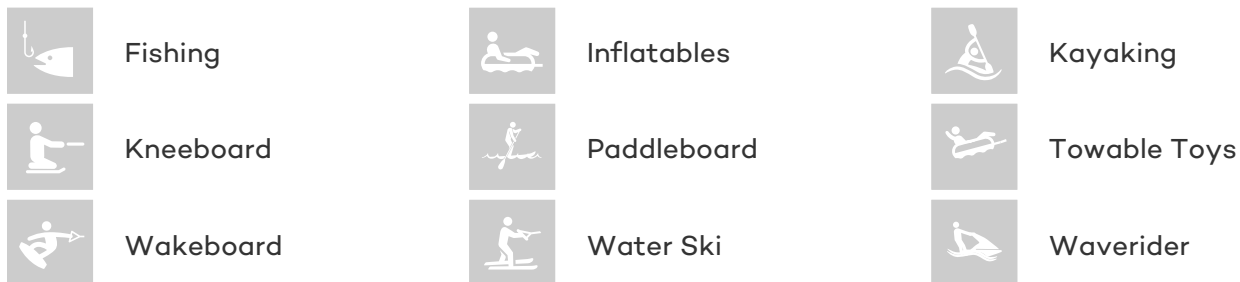 Fishing
Inflatables
Kayaking
Kneeboard
Paddleboard
Towable Toys
Wakeboard
Water Ski
Waverider